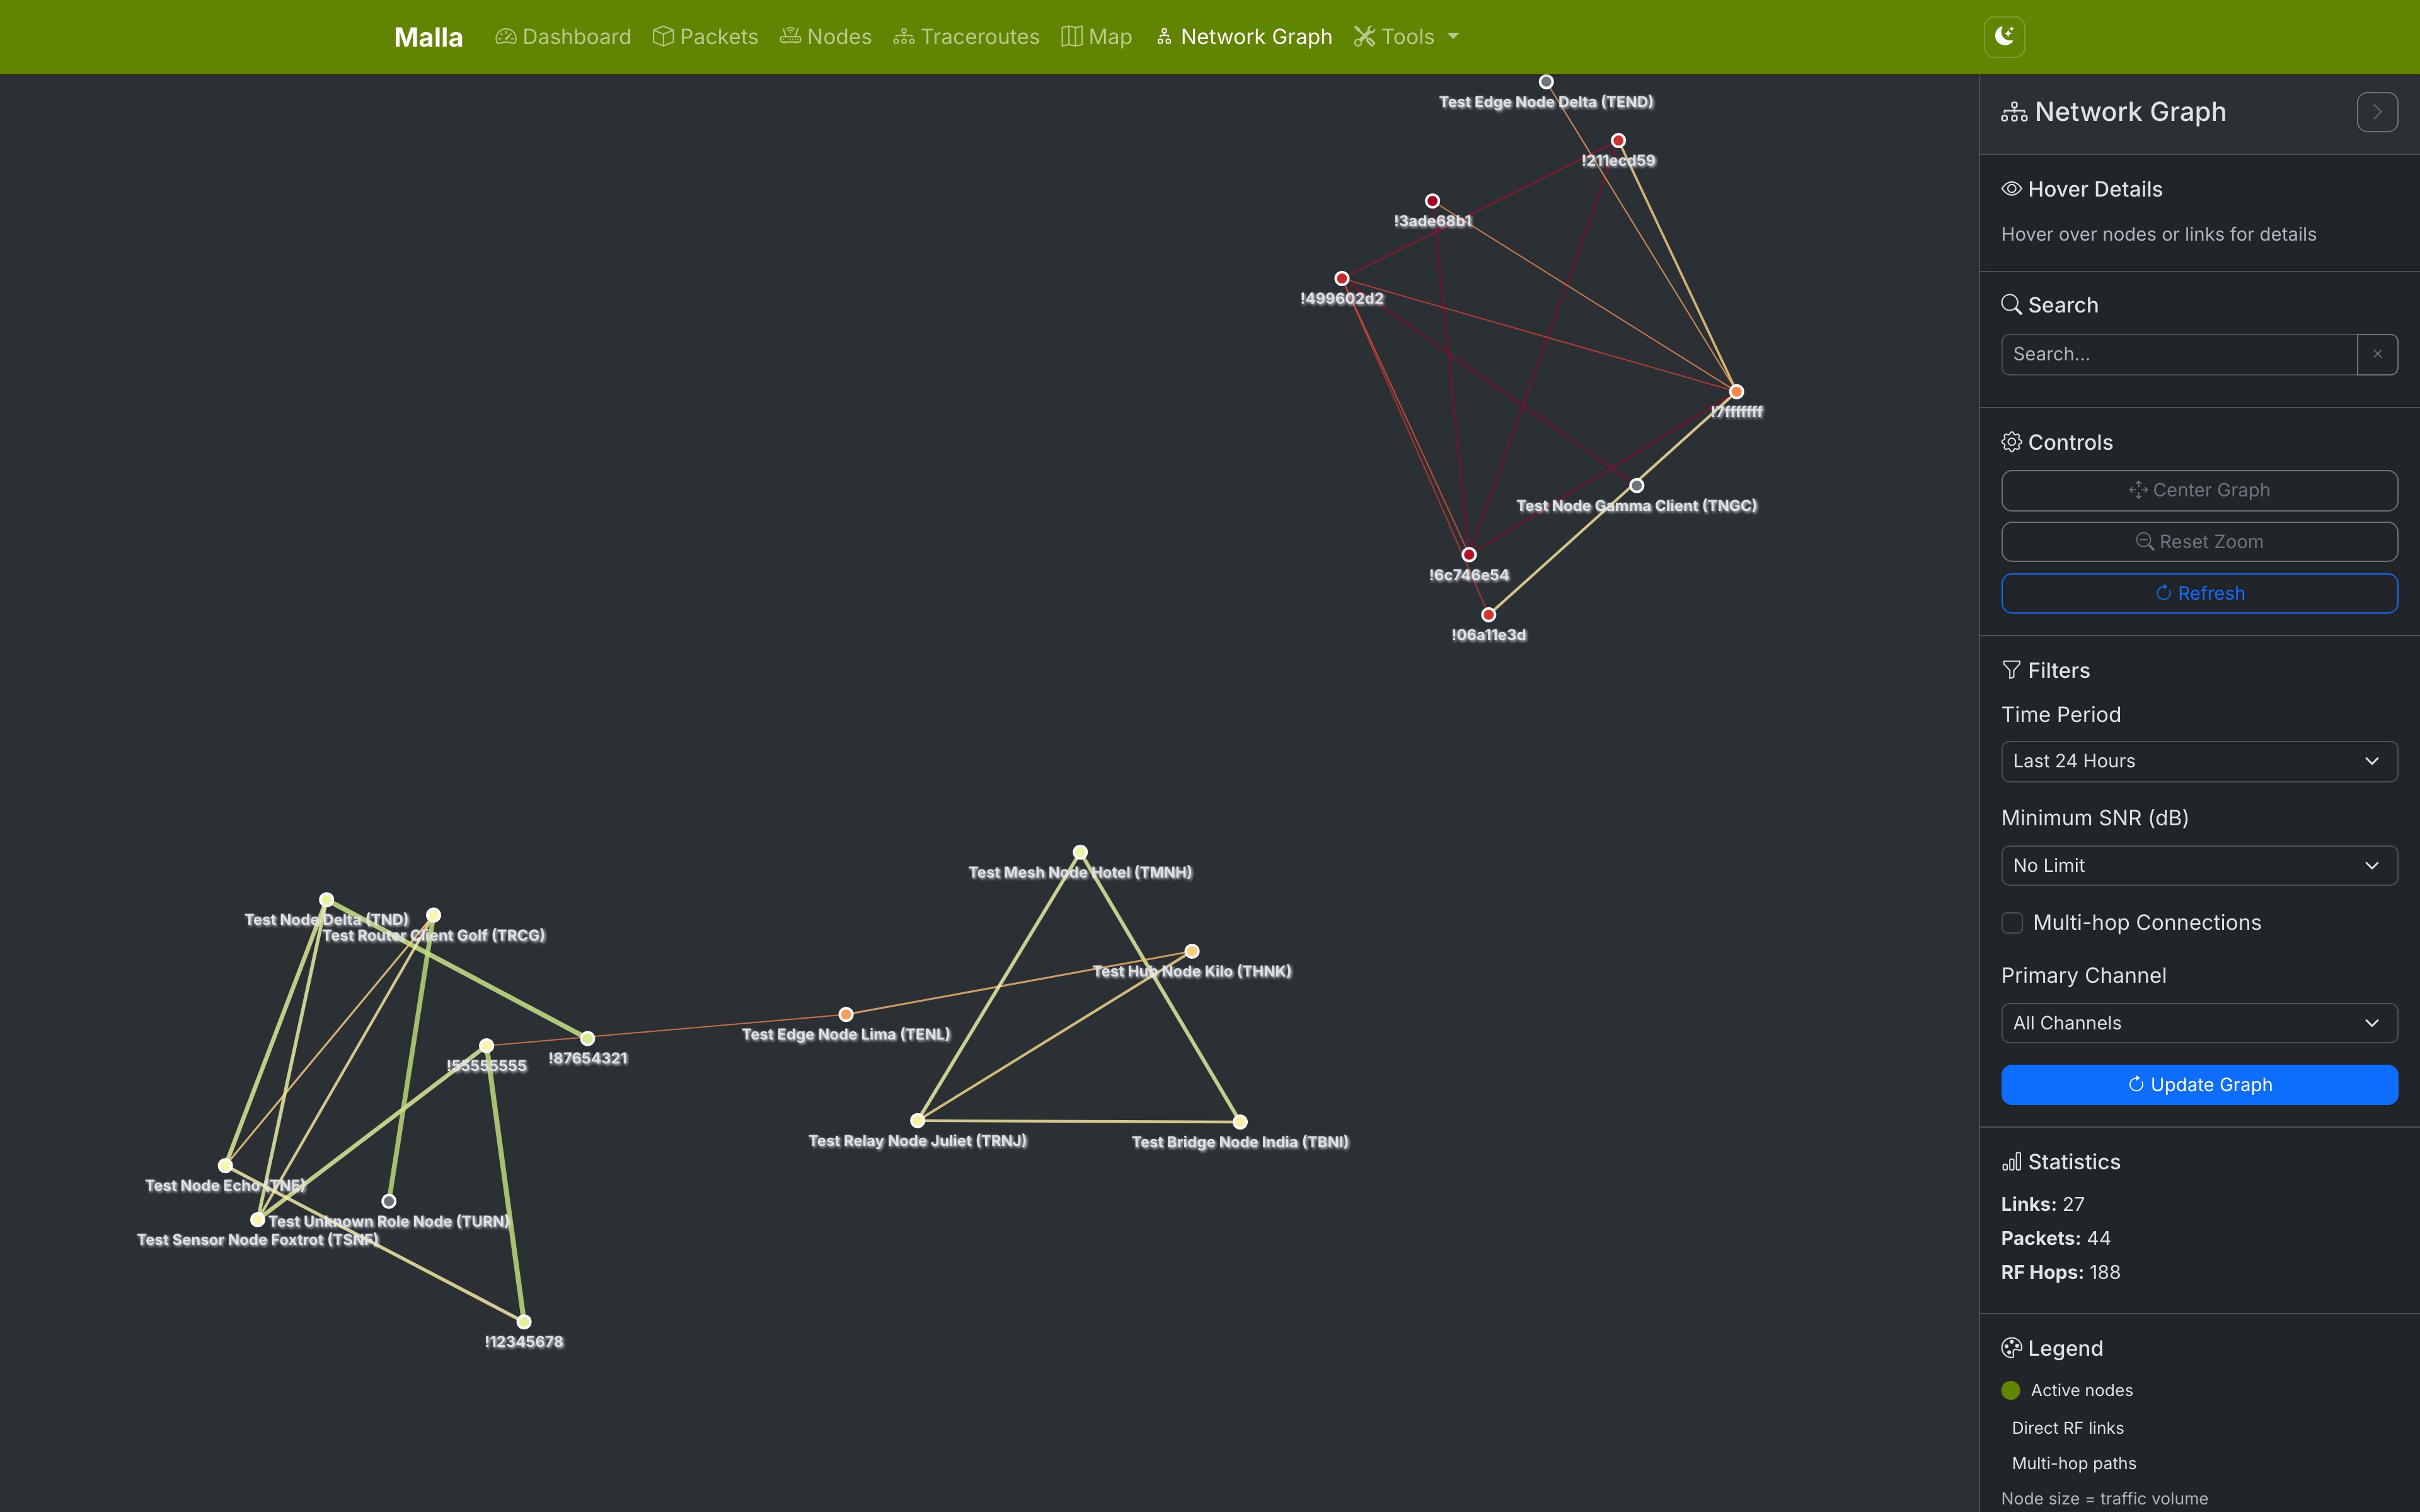 Malla
Dashboard
Packets
Nodes
Traceroutes
Map
Network Graph
Tools
Test Edge Node Delta (TEND)
!211ecd59
!3ade68b1
!499602d2
!7fffffff
Test Node Gamma Client (TNGC)
!6c746e54
!06a11e3d
Test Mesh Node Hotel (TMNH)
Test Node Delta (TND)
Test Router Client Golf (TRCG)
Test Hub Node Kilo (THNK)
Test Edge Node Lima (TENL)
!55555555
!87654321
Test Relay Node Juliet (TRNJ)
Test Bridge Node India (TBNI)
Test Node Echo (TNE)
Test Unknown Role Node (TURN)
Test Sensor Node Foxtrot (TSNF)
!12345678
Network Graph
Hover Details
Hover over nodes or links for details
Search
Search...
Controls
Center Graph
Reset Zoom
Refresh
Filters
Time Period
Last 24 Hours
Minimum SNR (dB)
No Limit
Multi-hop Connections
Primary Channel
All Channels
Update Graph
Statistics
Links: 27
Packets: 44
RF Hops: 188
Legend
Active nodes
Direct RF links
Multi-hop paths
Node size = traffic volume